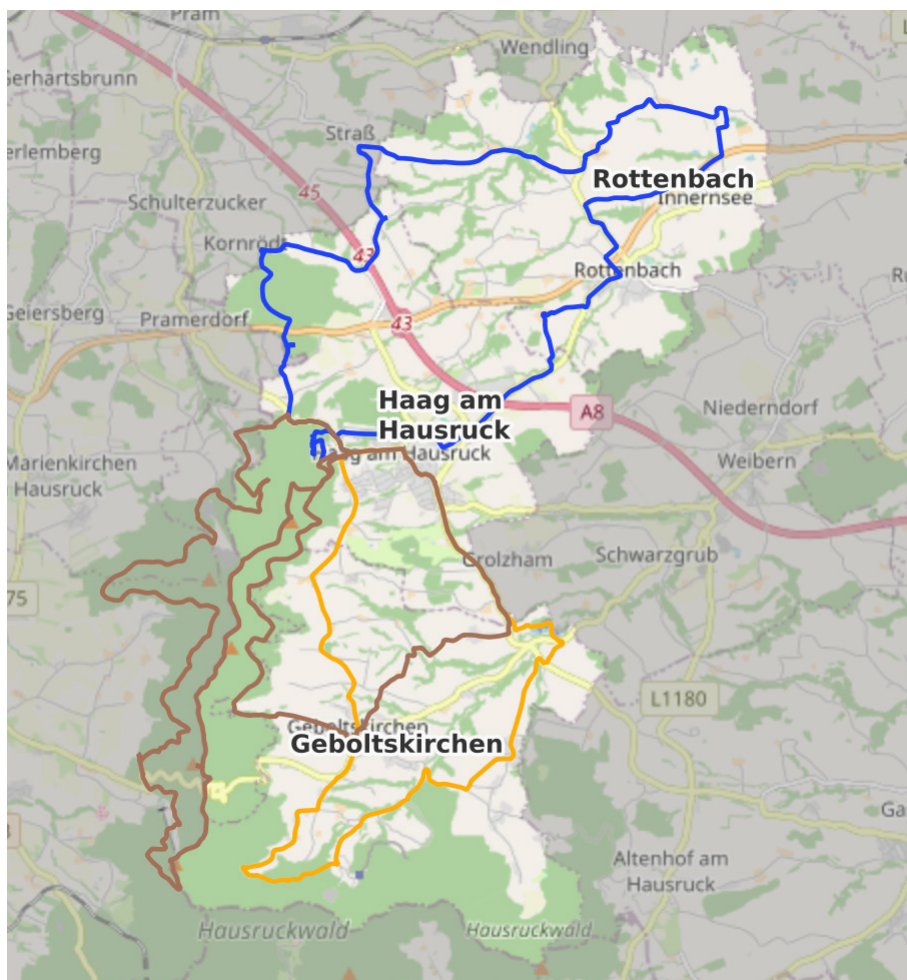 Pram
Wendling
Gerhartsbrunn
Straß
45
Schulterzucker
Rottenbach
Innernsee
Kornröd
43
Rottenbach
Geiersberg
Pramerdorf
43
Haag am
Hausruck
A8
Niederndorf
am Hausruck
Weibern
Marienkirchen
Hausruck
Grolzham
Schwarzgrub
75
L1180
Geboltskirchen
Geboltskirchen
Altenhof am
Hausruck
Hausruckwald
Hausruckwald